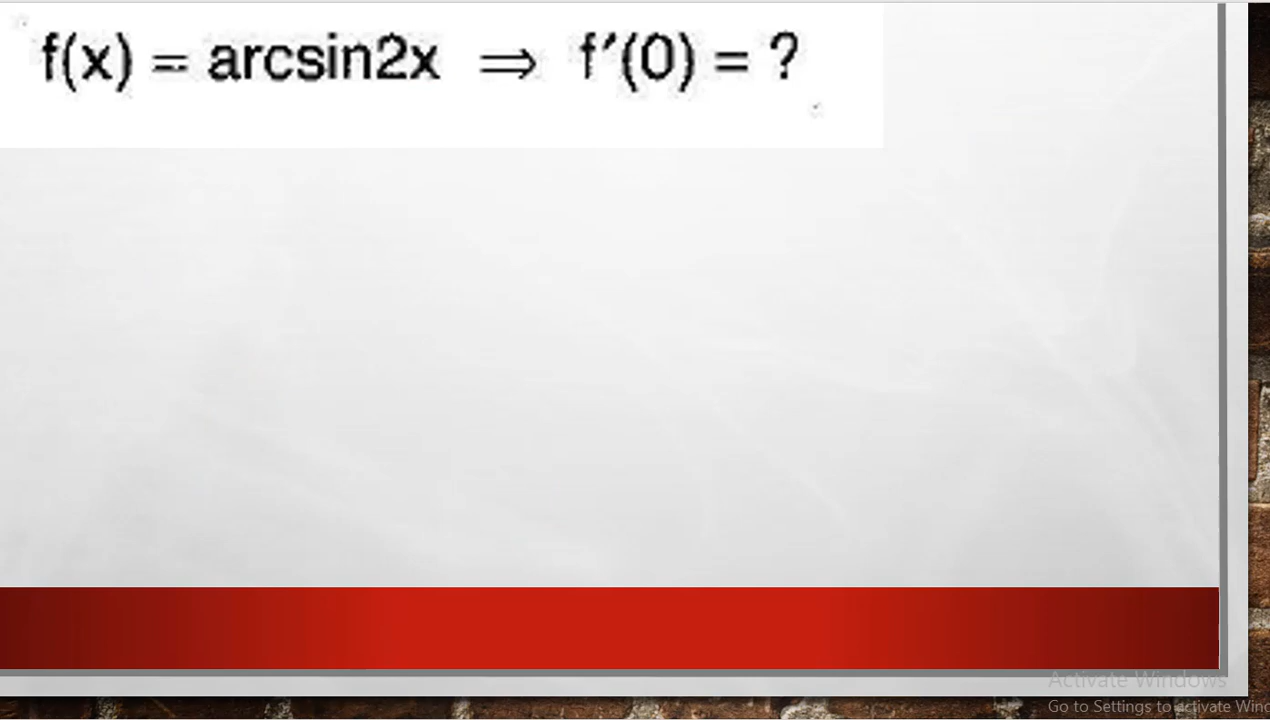 f(x) = arcsin2x ⇒ f′(0) = ?
Activate Windows
Go to Settings to activate Wind